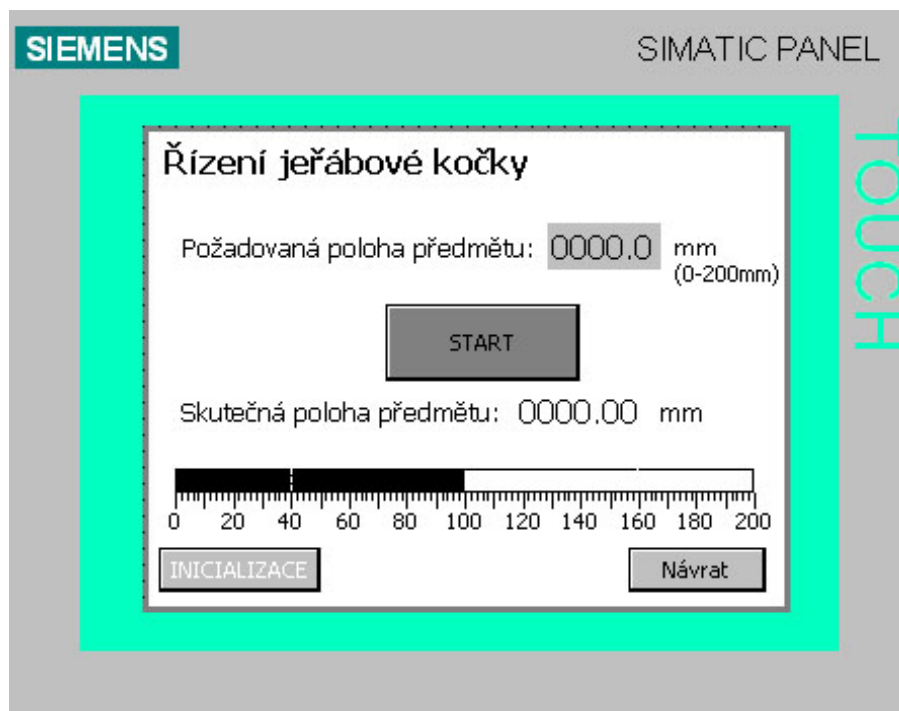 SIEMENS
SIMATIC PANEL
TOUCH
Řízení jeřábové kočky
Požadovaná poloha předmětu: 0000.0 mm
(0-200mm)
START
Skutečná poloha předmětu: 0000.00 mm
0 20 40 60 80 100 120 140 160 180 200
INICIALIZACE
Návrat